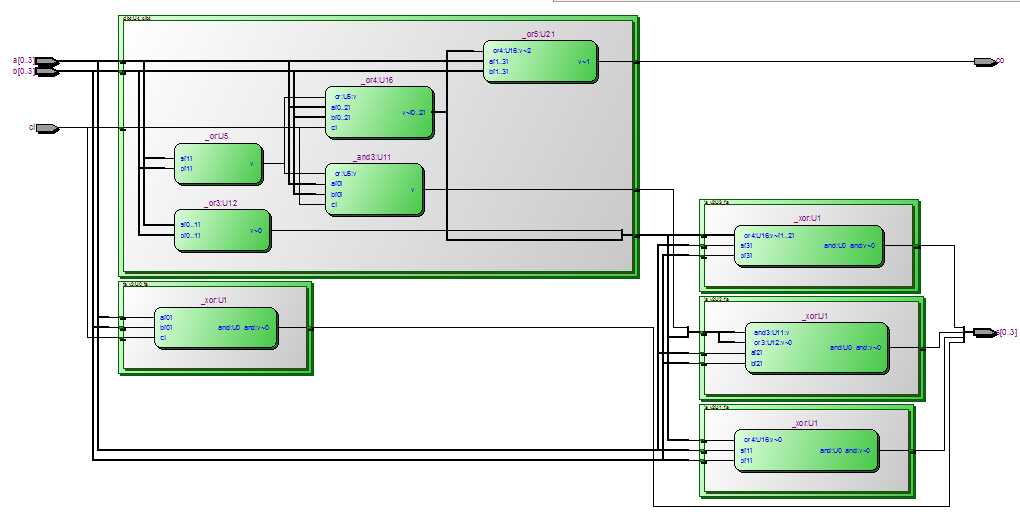 _or5:U21
or4:U16:v~2
a[0..3]
a[1..3]
v~1
co
b[0..3]
b[1..3]
_or4:U16
or:U5:v
a[0..2]
v~[0..2]
b[0..2]
ci
ci
_or:U5
a[1]
v
b[1]
_and3:U11
or:U5:v
a[0]
v
b[0]
ci
_or3:U12
a[0..1]
v~0
b[0..1]
_xor:U1
or4:U16:v~[1..2]
a[3]
and:U0 and:v~0
b[3]
_xor:U1
a[0]
b[0]
and:U0 and:v~0
ci
_xor:U1
and3:U11:v
or3:U12:v~0
and:U0 and:v~0
a[2]
b[2]
s[0..3]
_xor:U1
or4:U16:v~0
a[1]
and:U0 and:v~0
b[1]